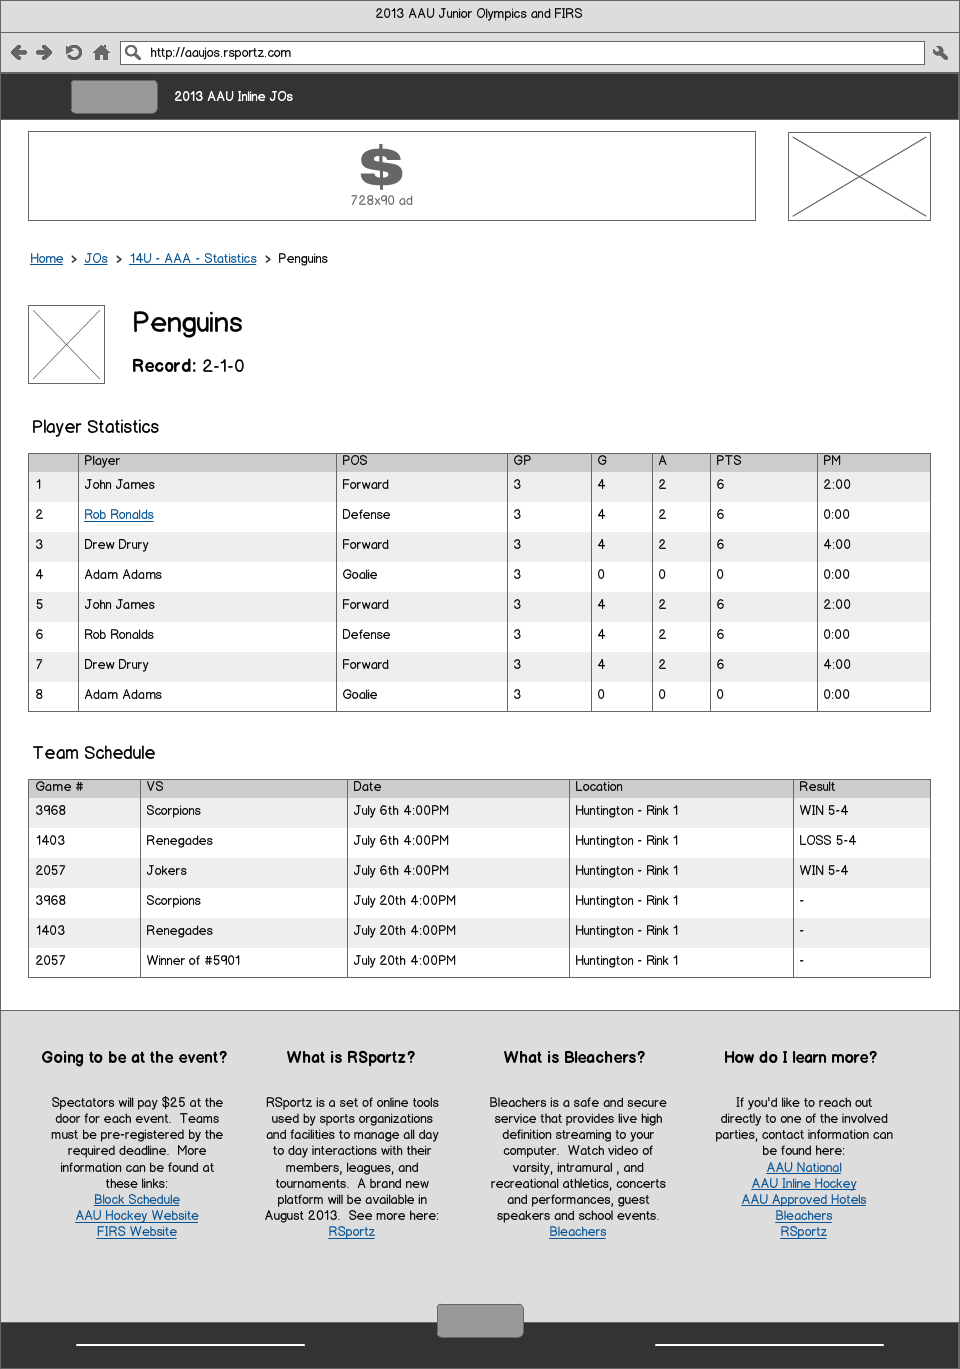 2013 AAU Junior Olympics and FIRS
http://aaujos.rsportz.com
2013 AAU Inline JOs
$
728x90 ad
Home > JOs > 14U - AAA - Statistics > Penguins
Penguins
Record: 2-1-0
Player Statistics
Player POS GP G A PTS PM
1 John James Forward 3 4 2 6 2:00
2 Rob Ronalds Defense 3 4 2 6 0:00
3 Drew Drury Forward 3 4 2 6 4:00
4 Adam Adams Goalie 3 0 0 0 0:00
5 John James Forward 3 4 2 6 2:00
6 Rob Ronalds Defense 3 4 2 6 0:00
7 Drew Drury Forward 3 4 2 6 4:00
8 Adam Adams Goalie 3 0 0 0 0:00
Team Schedule
Game # VS Date Location Result
3968 Scorpions July 6th 4:00PM Huntington - Rink 1 WIN 5-4
1403 Renegades July 6th 4:00PM Huntington - Rink 1 LOSS 5-4
2057 Jokers July 6th 4:00PM Huntington - Rink 1 WIN 5-4
3968 Scorpions July 20th 4:00PM Huntington - Rink 1 -
1403 Renegades July 20th 4:00PM Huntington - Rink 1 -
2057 Winner of #5901 July 20th 4:00PM Huntington - Rink 1 -
Going to be at the event?
Spectators will pay $25 at the
door for each event. Teams
must be pre-registered by the
required deadline. More
information can be found at
these links:
Block Schedule
AAU Hockey Website
FIRS Website
What is RSportz?
RSportz is a set of online tools
used by sports organizations
and facilities to manage all day
to day interactions with their
members, leagues, and
tournaments. A brand new
platform will be available in
August 2013. See more here:
RSportz
What is Bleachers?
Bleachers is a safe and secure
service that provides live high
definition streaming to your
computer. Watch video of
varsity, intramural , and
recreational athletics, concerts
and performances, guest
speakers and school events.
Bleachers
How do I learn more?
If you'd like to reach out
directly to one of the involved
parties, contact information can
be found here:
AAU National
AAU Inline Hockey
AAU Approved Hotels
Bleachers
RSportz